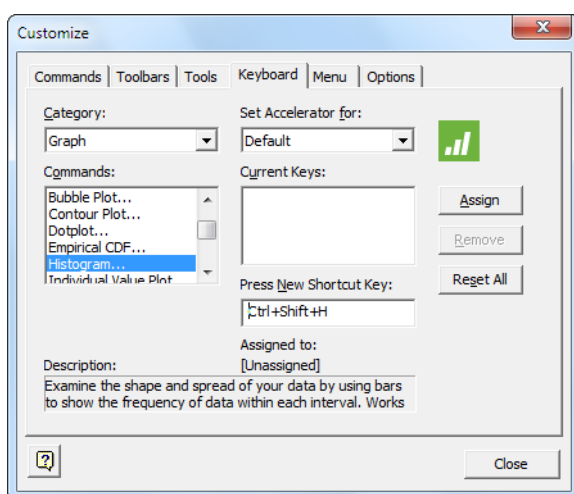 Customize
Commands Toolbars Tools Keyboard Menu Options
Category:
Graph
Commands:
Bubble Plot...
Contour Plot...
Dotplot...
Empirical CDF...
Histogram...
Individual Value Plot
Set Accelerator for:
Default
Current Keys:
Press New Shortcut Key:
Ctrl+Shift+H
Assigned to:
[Unassigned]
Assign
Remove
Reset All
Description:
Examine the shape and spread of your data by using bars
to show the frequency of data within each interval. Works
Close